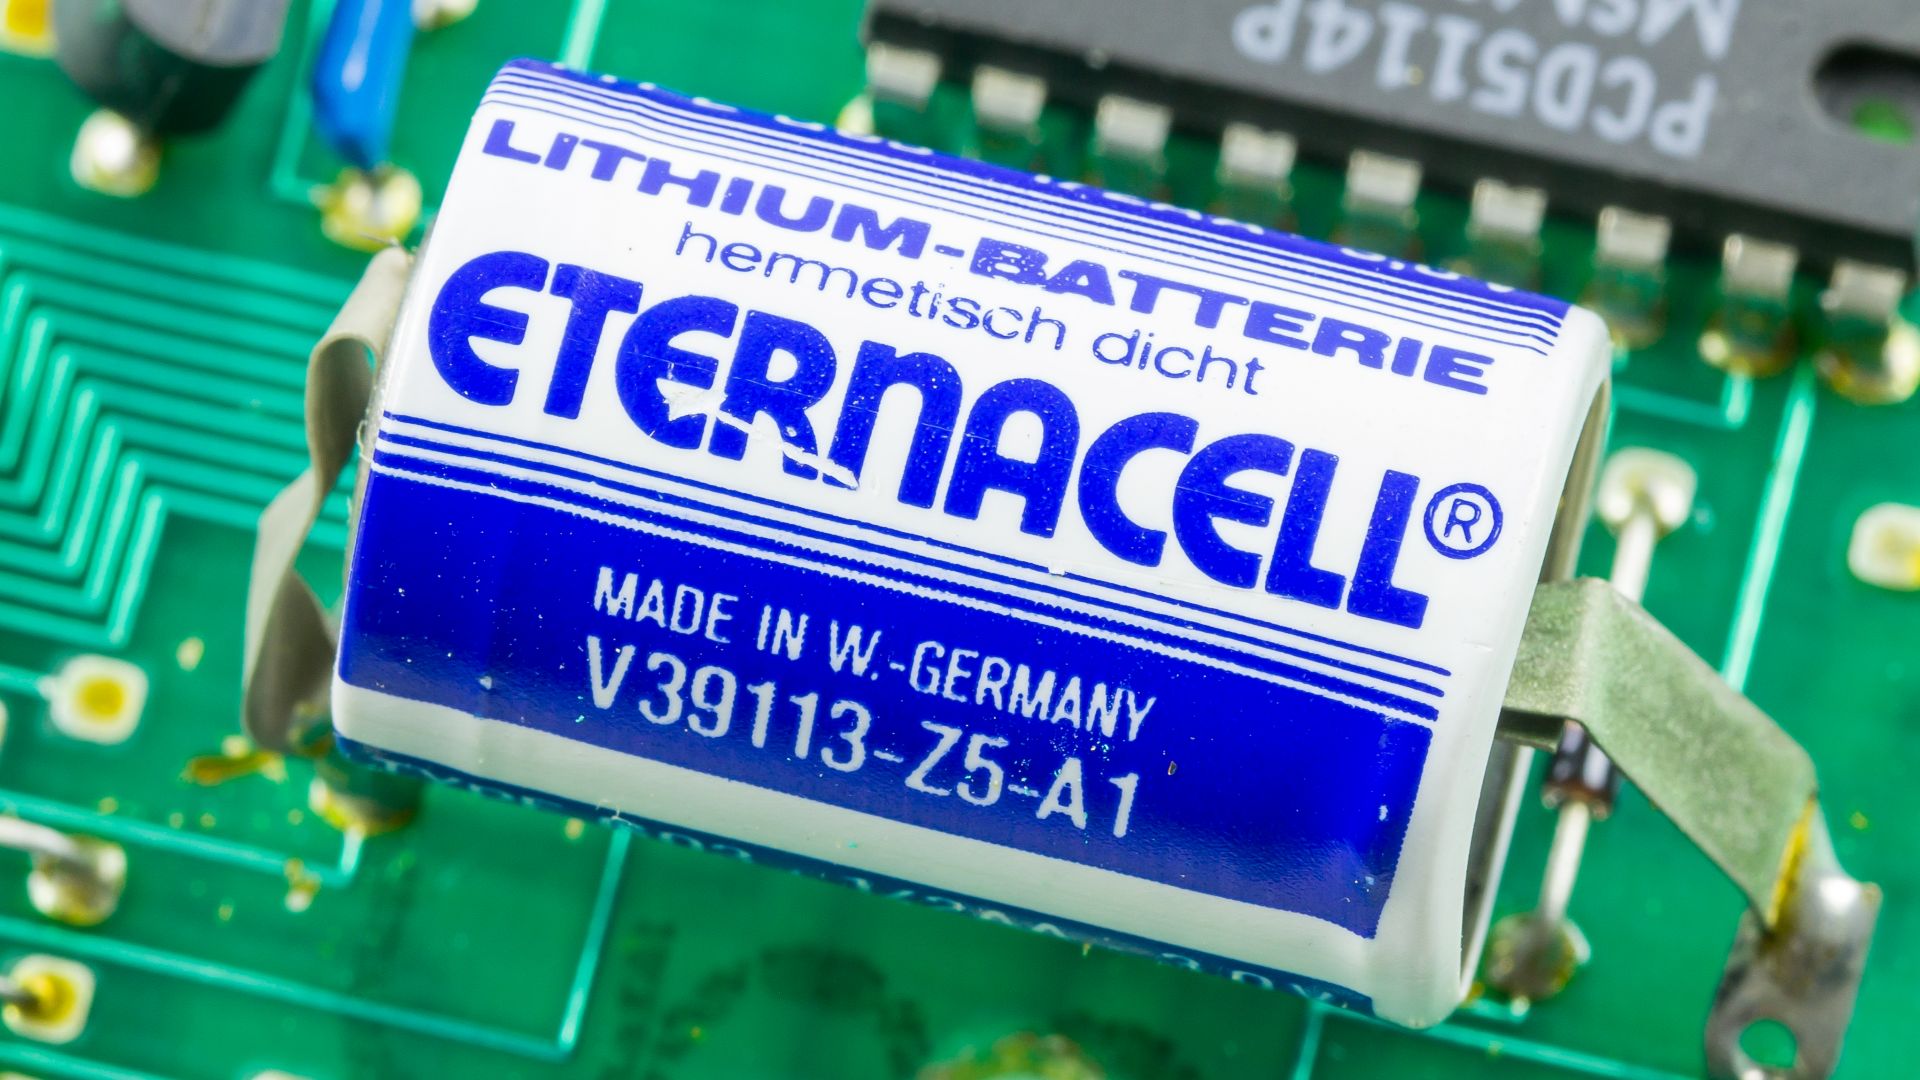 PCD5114P
LITHIUM-BATTERIE
hermetisch dicht
ETERNACELL®
MADE IN W.-GERMANY
V39113-Z5-A1